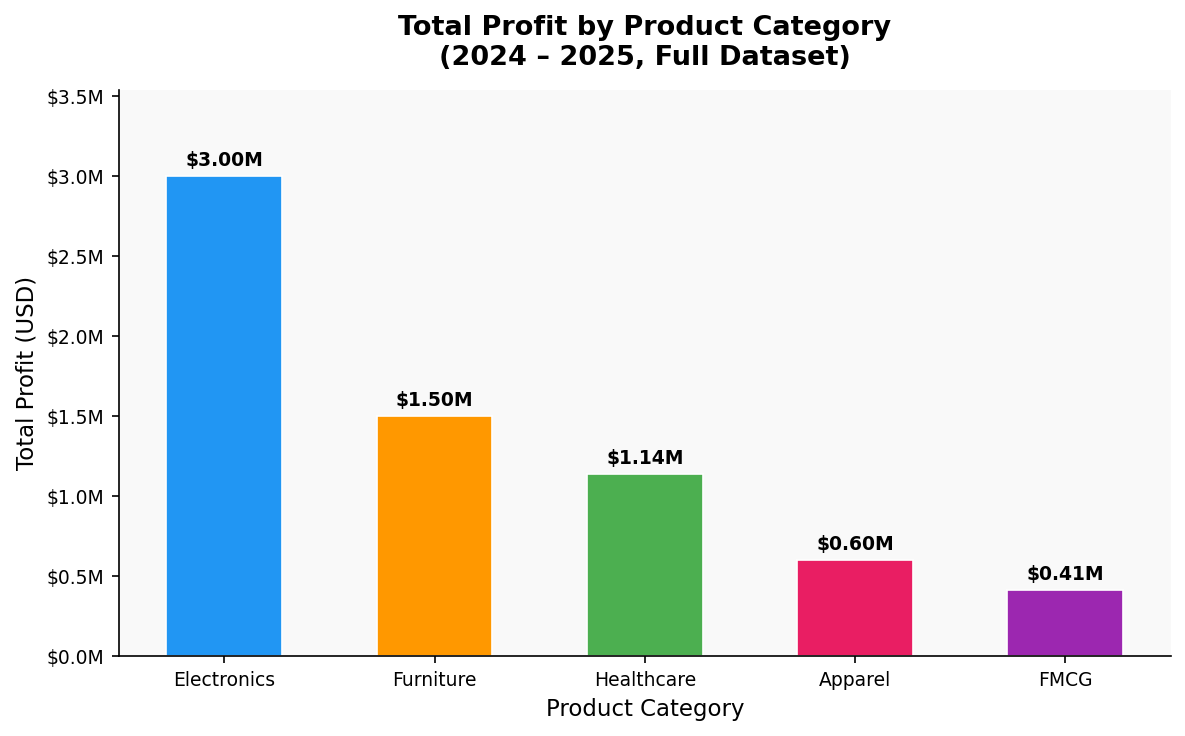 Total Profit by Product Category
(2024 – 2025, Full Dataset)
Total Profit (USD)
$3.5M
$3.0M
$2.5M
$2.0M
$1.5M
$1.0M
$0.5M
$0.0M
$3.00M
$1.50M
$1.14M
$0.60M
$0.41M
Electronics
Furniture
Healthcare
Apparel
FMCG
Product Category